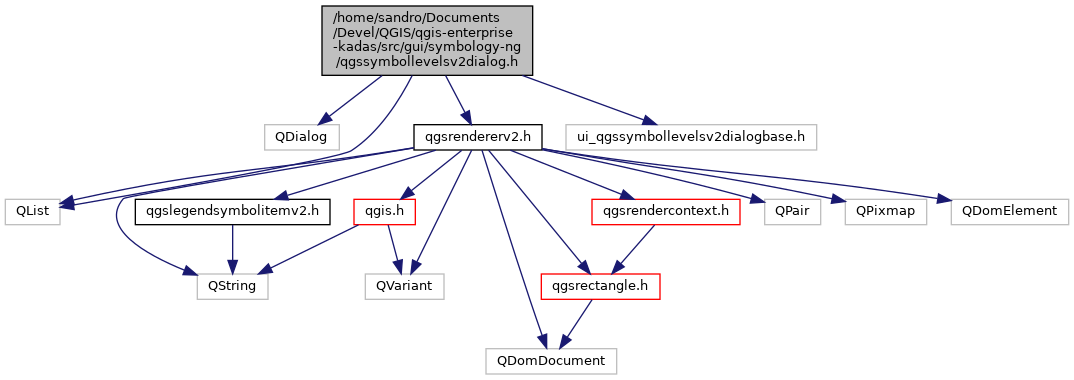 /home/sandro/Documents
/Devel/QGIS/qgis-enterprise
-kadas/src/gui/symbology-ng
/qgssymbollevelsv2dialog.h
QDialog
qgsrendererv2.h
ui_qgssymbollevelsv2dialogbase.h
QList
qgslegendsymbolitemv2.h
qgis.h
qgsrendercontext.h
QPair
QPixmap
QDomElement
QString
QVariant
qgsrectangle.h
QDomDocument